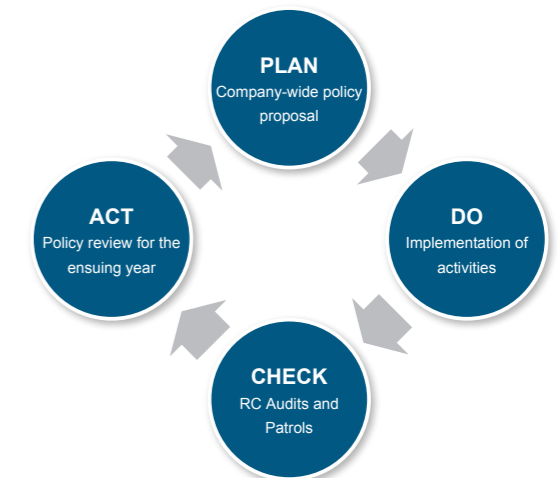 PLAN
Company-wide policy
proposal
DO
Implementation of
activities
CHECK
RC Audits and
Patrols
ACT
Policy review for the
ensuing year